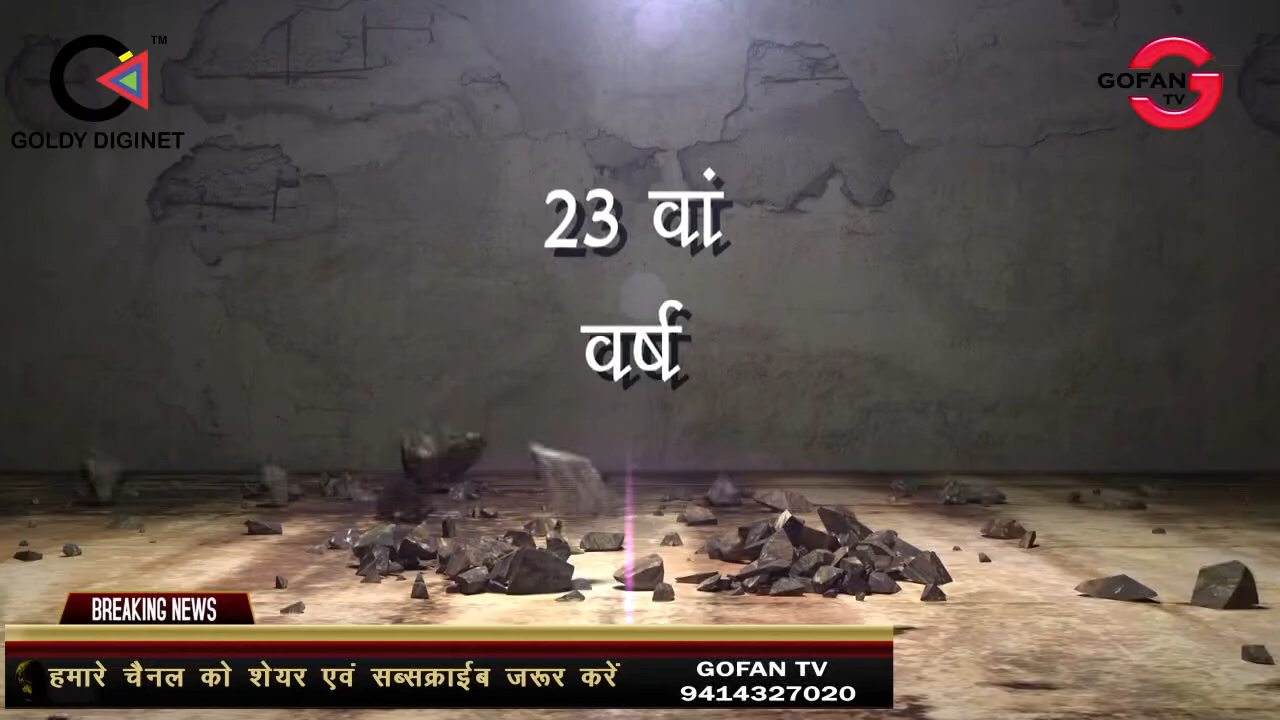 TM
GOLDY DIGINET
GOFAN
TV
23 वां
वर्ष
BREAKING NEWS
हमारे चैनल को शेयर एवं सब्सक्राईब जरूर करें
GOFAN TV
9414327020